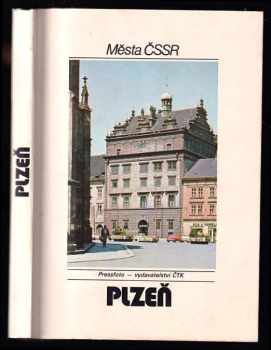 PLZEŇ
Města ČSSR
Pressfoto — vydavatelství ČTK
PLZEŇ